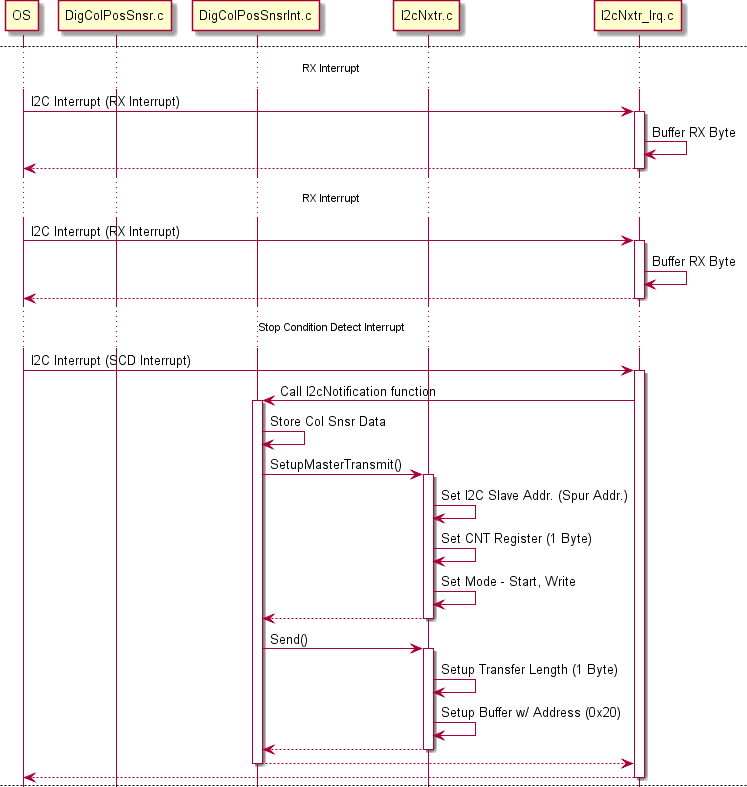 OS
DigColPosSnsr.c
DigColPosSnsrInt.c
I2cNxtr.c
I2cNxtr_Irq.c
RX Interrupt
I2C Interrupt (RX Interrupt)
Buffer RX Byte
RX Interrupt
I2C Interrupt (RX Interrupt)
Buffer RX Byte
Stop Condition Detect Interrupt
I2C Interrupt (SCD Interrupt)
Call I2cNotification function
Store Col Snsr Data
SetupMasterTransmit()
Set I2C Slave Addr. (Spur Addr.)
Set CNT Register (1 Byte)
Set Mode - Start, Write
Send()
Setup Transfer Length (1 Byte)
Setup Buffer w/ Address (0x20)